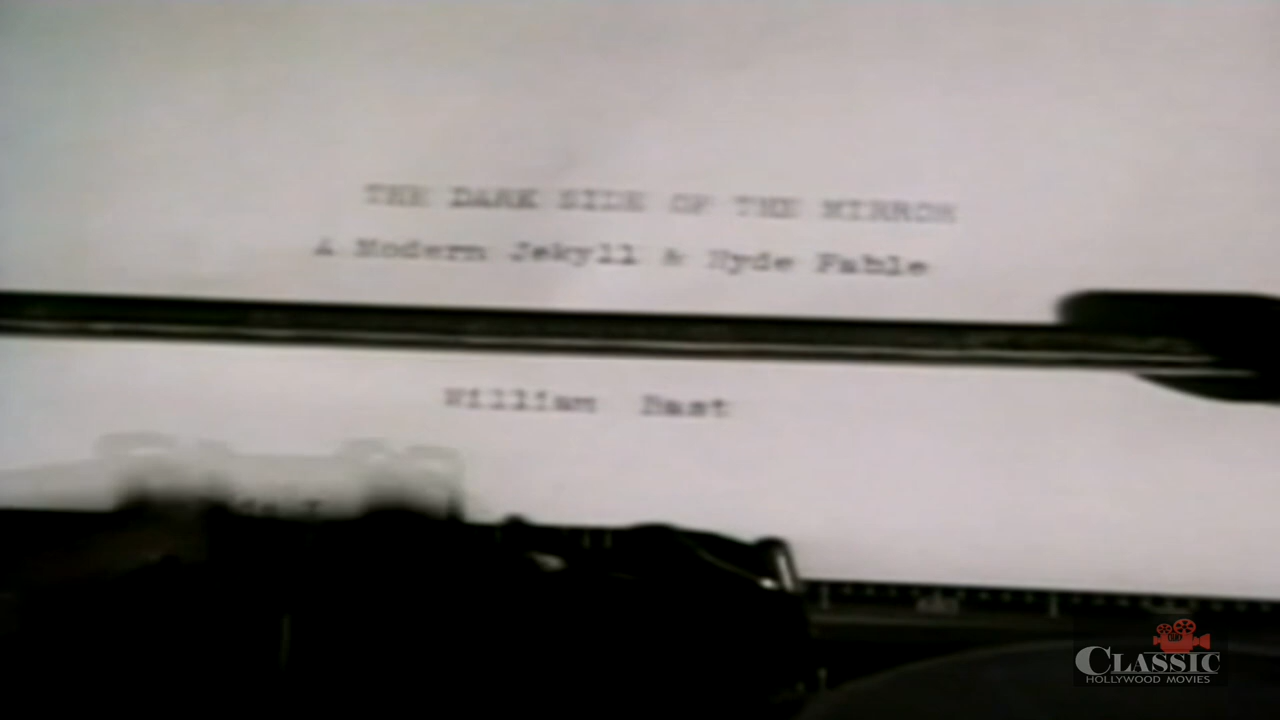 THE DARK SIDE OF THE MIRROR
A Modern Jekyll & Hyde Fable
William Bast
CLASSIC
HOLLYWOOD MOVIES